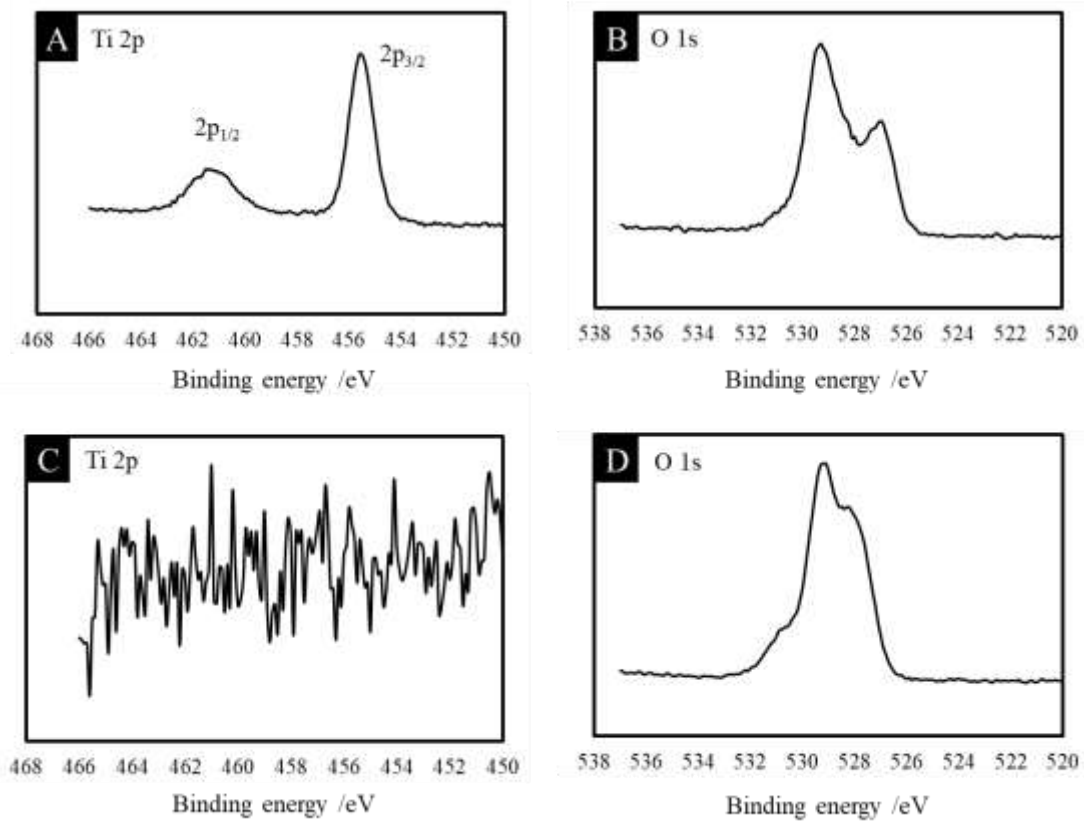 A Ti 2p
2p3/2
2p1/2
468 466 464 462 460 458 456 454 452 450
Binding energy /eV
B O 1s
538 536 534 532 530 528 526 524 522 520
Binding energy /eV
C Ti 2p
468 466 464 462 460 458 456 454 452 450
Binding energy /eV
D O 1s
538 536 534 532 530 528 526 524 522 520
Binding energy /eV